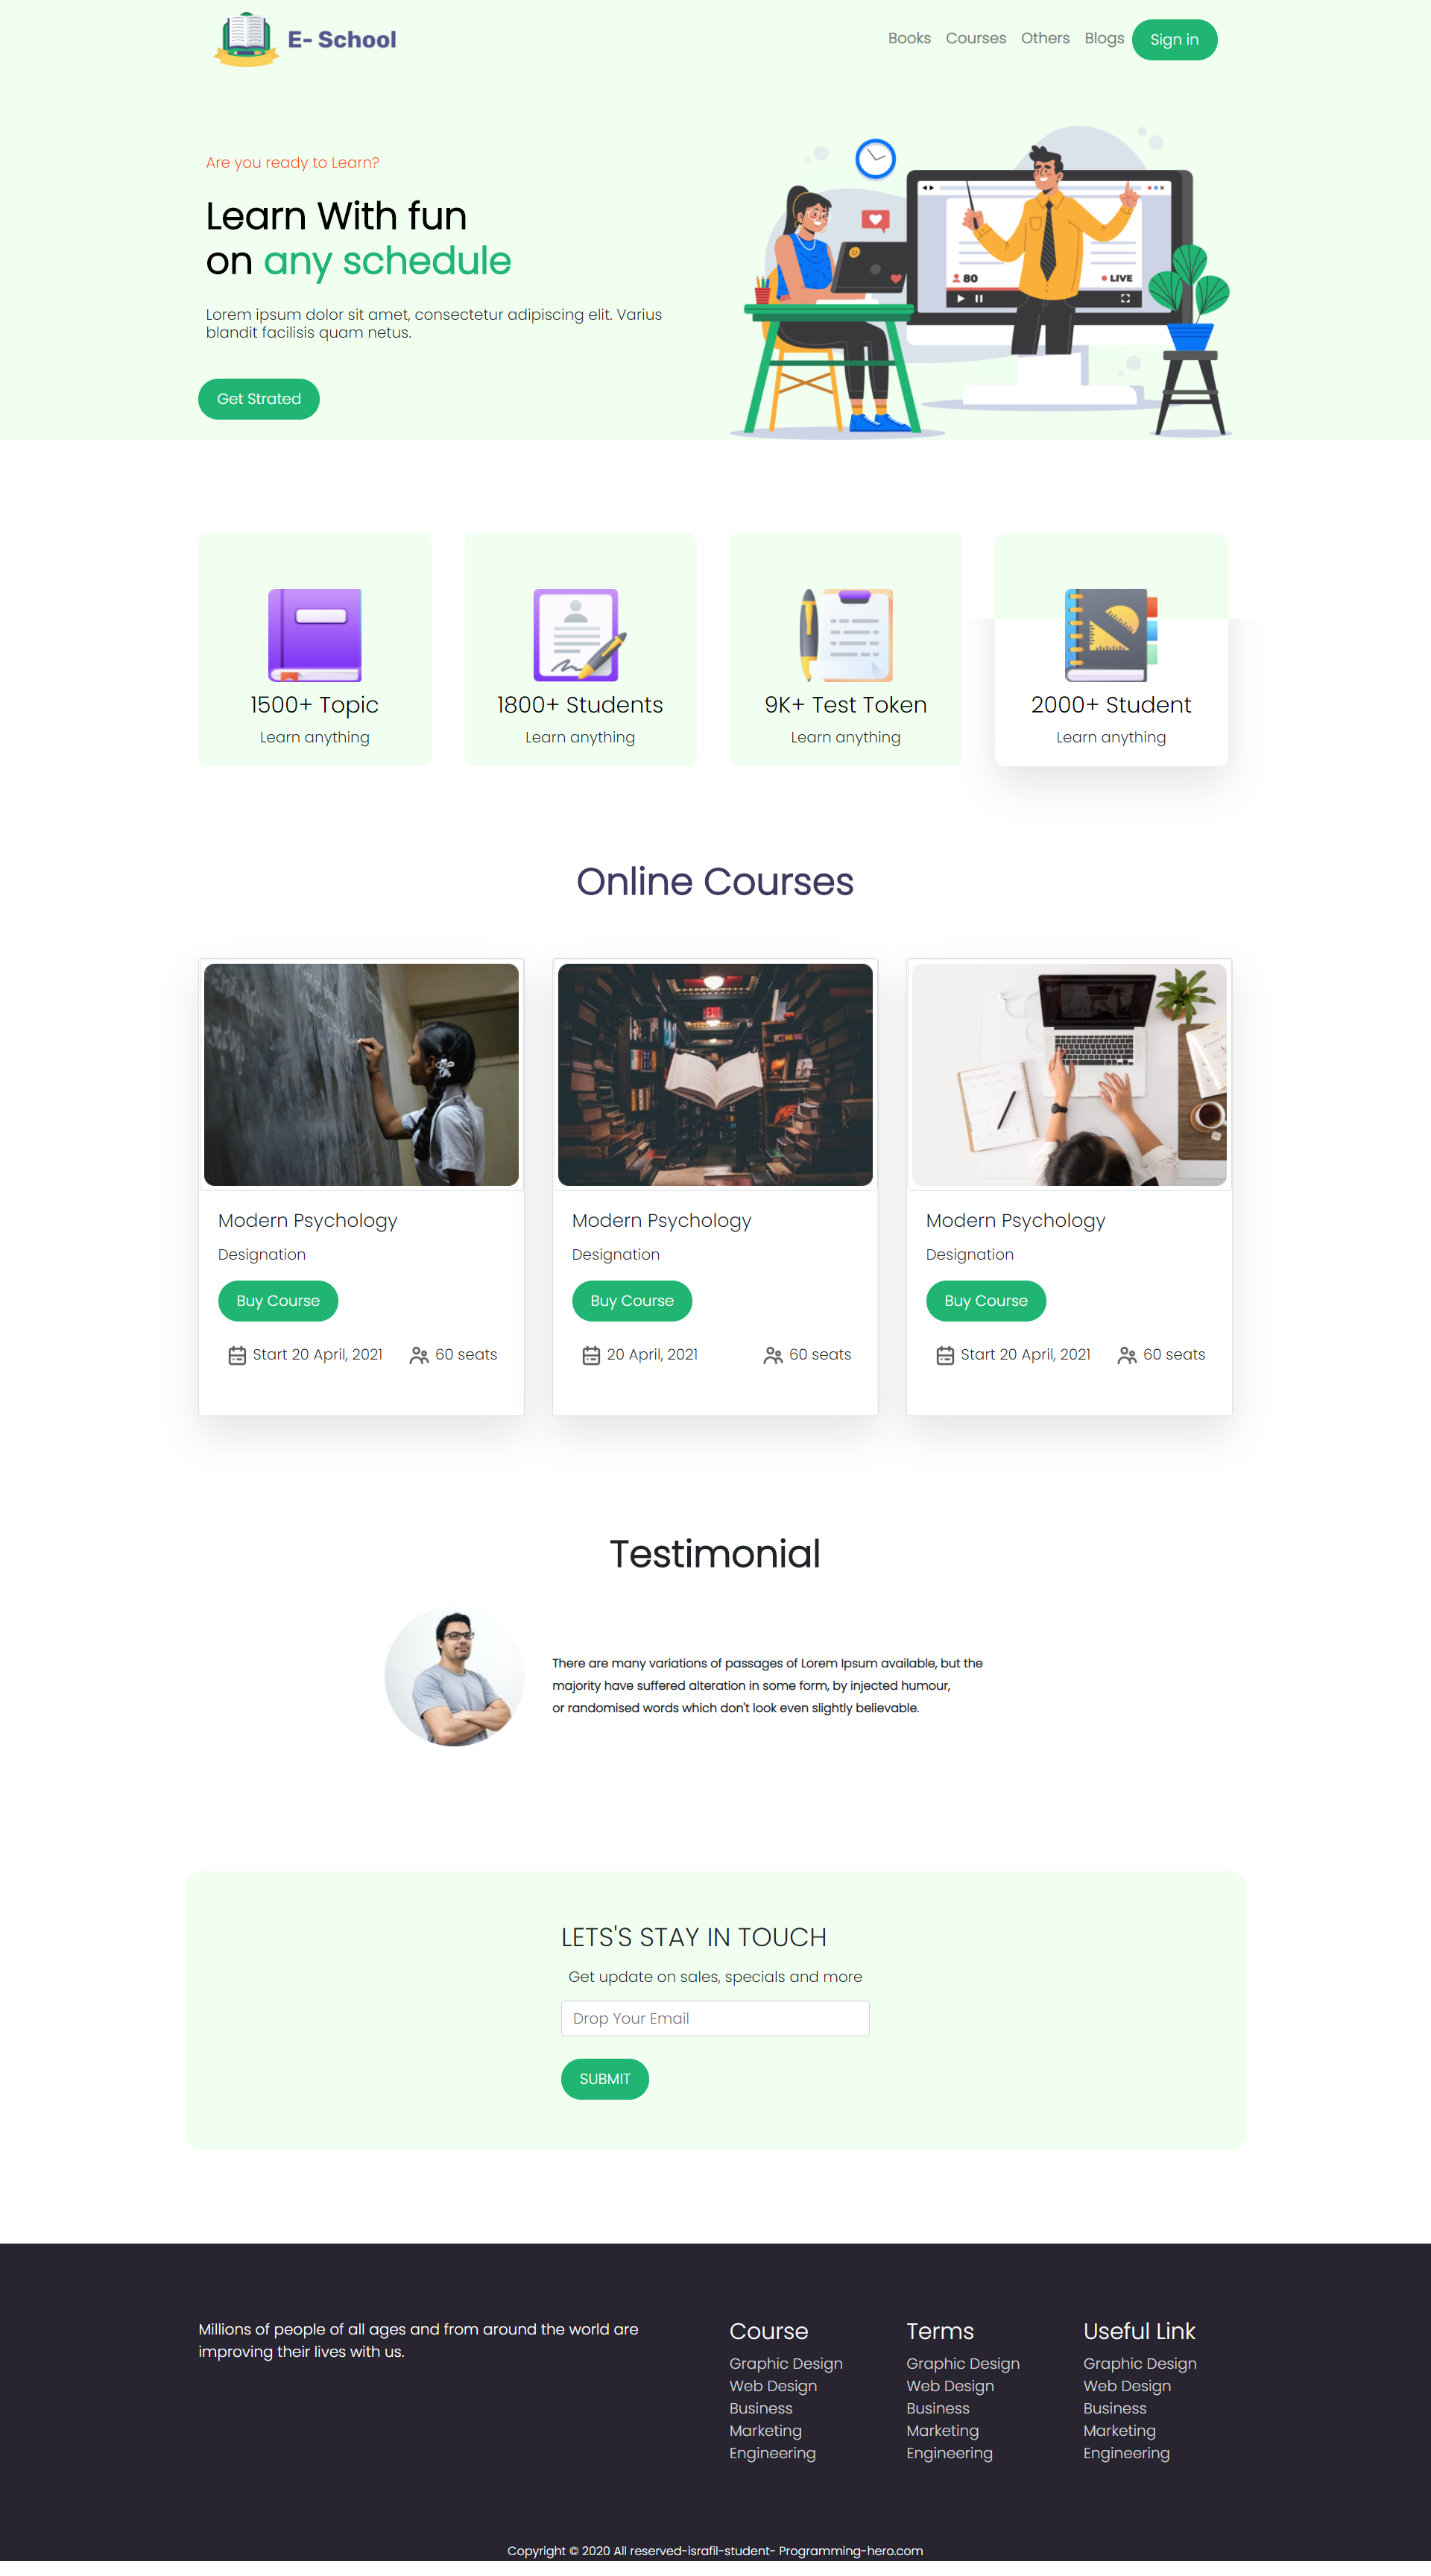 E- School
Books Courses Others Blogs Sign in
Are you ready to Learn?
Learn With fun
on any schedule
Lorem ipsum dolor sit amet, consectetur adipiscing elit. Varius
blandit facilisis quam netus.
Get Strated
80
LIVE
1500+ Topic
Learn anything
1800+ Students
Learn anything
9K+ Test Token
Learn anything
2000+ Student
Learn anything
Online Courses
EXIT
Modern Psychology
Designation
Buy Course
Start 20 April, 2021 60 seats
Modern Psychology
Designation
Buy Course
20 April, 2021 60 seats
Modern Psychology
Designation
Buy Course
Start 20 April, 2021 60 seats
Testimonial
There are many variations of passages of Lorem Ipsum available, but the
majority have suffered alteration in some form, by injected humour,
or randomised words which don't look even slightly believable.
LETS'S STAY IN TOUCH
Get update on sales, specials and more
Drop Your Email
SUBMIT
Millions of people of all ages and from around the world are
improving their lives with us.
Course
Graphic Design
Web Design
Business
Marketing
Engineering
Terms
Graphic Design
Web Design
Business
Marketing
Engineering
Useful Link
Graphic Design
Web Design
Business
Marketing
Engineering
Copyright © 2020 All reserved-israfil-student- Programming-hero.com